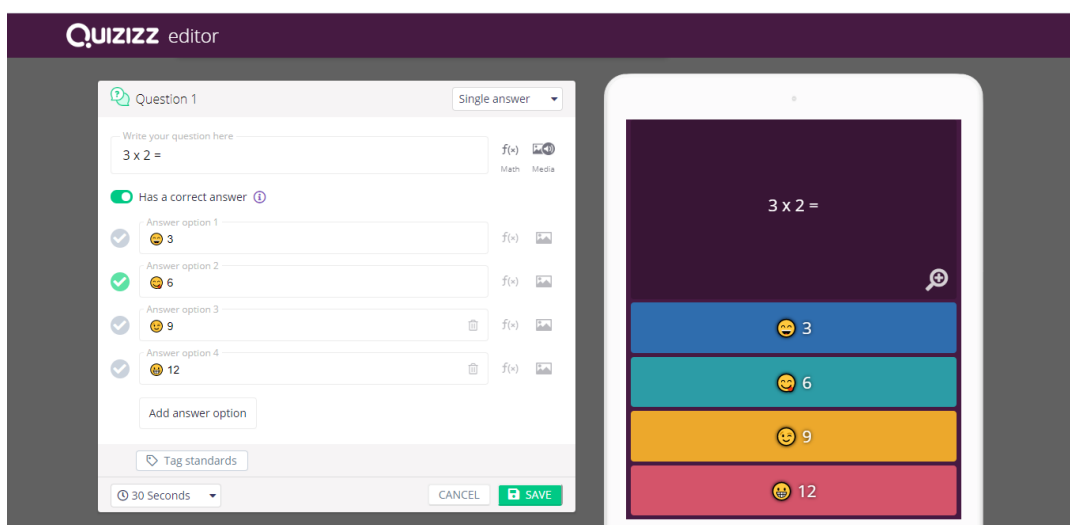 QUIZIZZ editor
Question 1
Single answer
Write your question here
3 x 2 =
f(×)
Math Media
Has a correct answer
Answer option 1
😄 3
f(×)
Answer option 2
😋 6
f(×)
Answer option 3
😉 9
f(×)
Answer option 4
😀 12
f(×)
Add answer option
Tag standards
30 Seconds
CANCEL SAVE
3 x 2 =
😄 3
😋 6
😉 9
😀 12